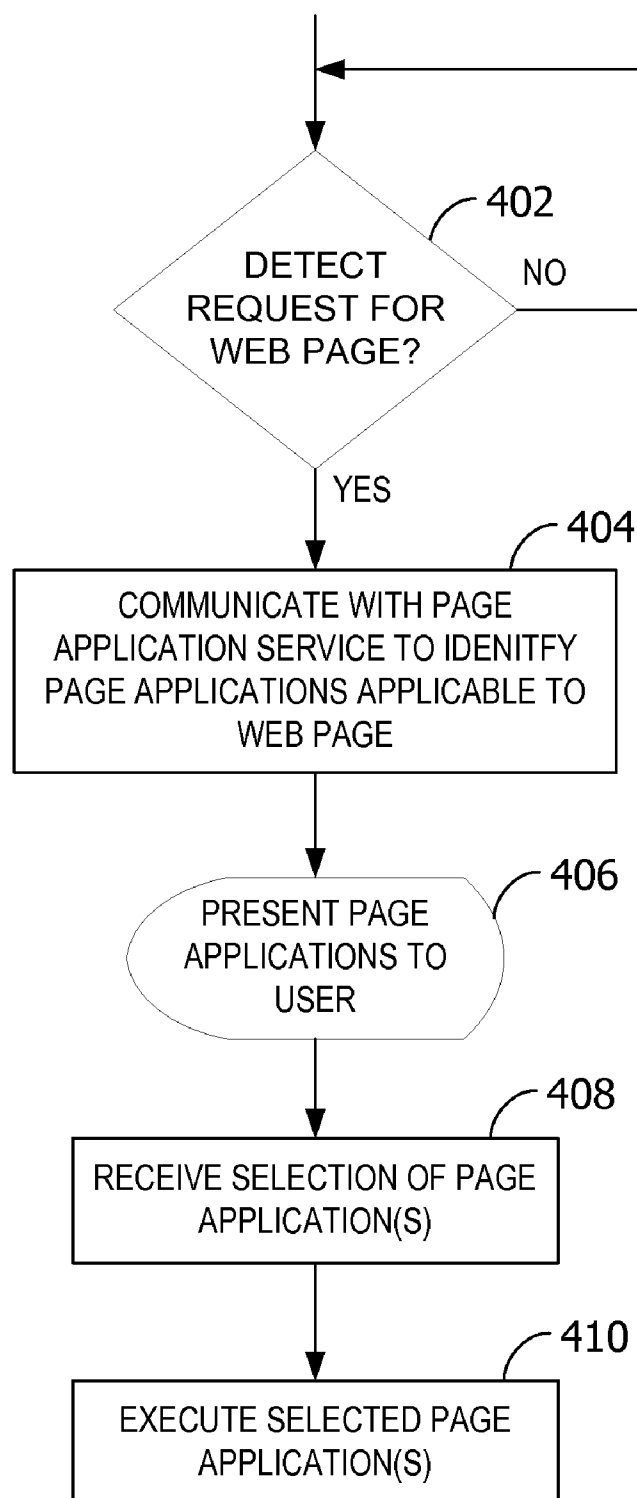 402
DETECT
REQUEST FOR
WEB PAGE?
NO
YES
404
COMMUNICATE WITH PAGE
APPLICATION SERVICE TO IDENITFY
PAGE APPLICATIONS APPLICABLE TO
WEB PAGE
406
PRESENT PAGE
APPLICATIONS TO
USER
408
RECEIVE SELECTION OF PAGE
APPLICATION(S)
410
EXECUTE SELECTED PAGE
APPLICATION(S)